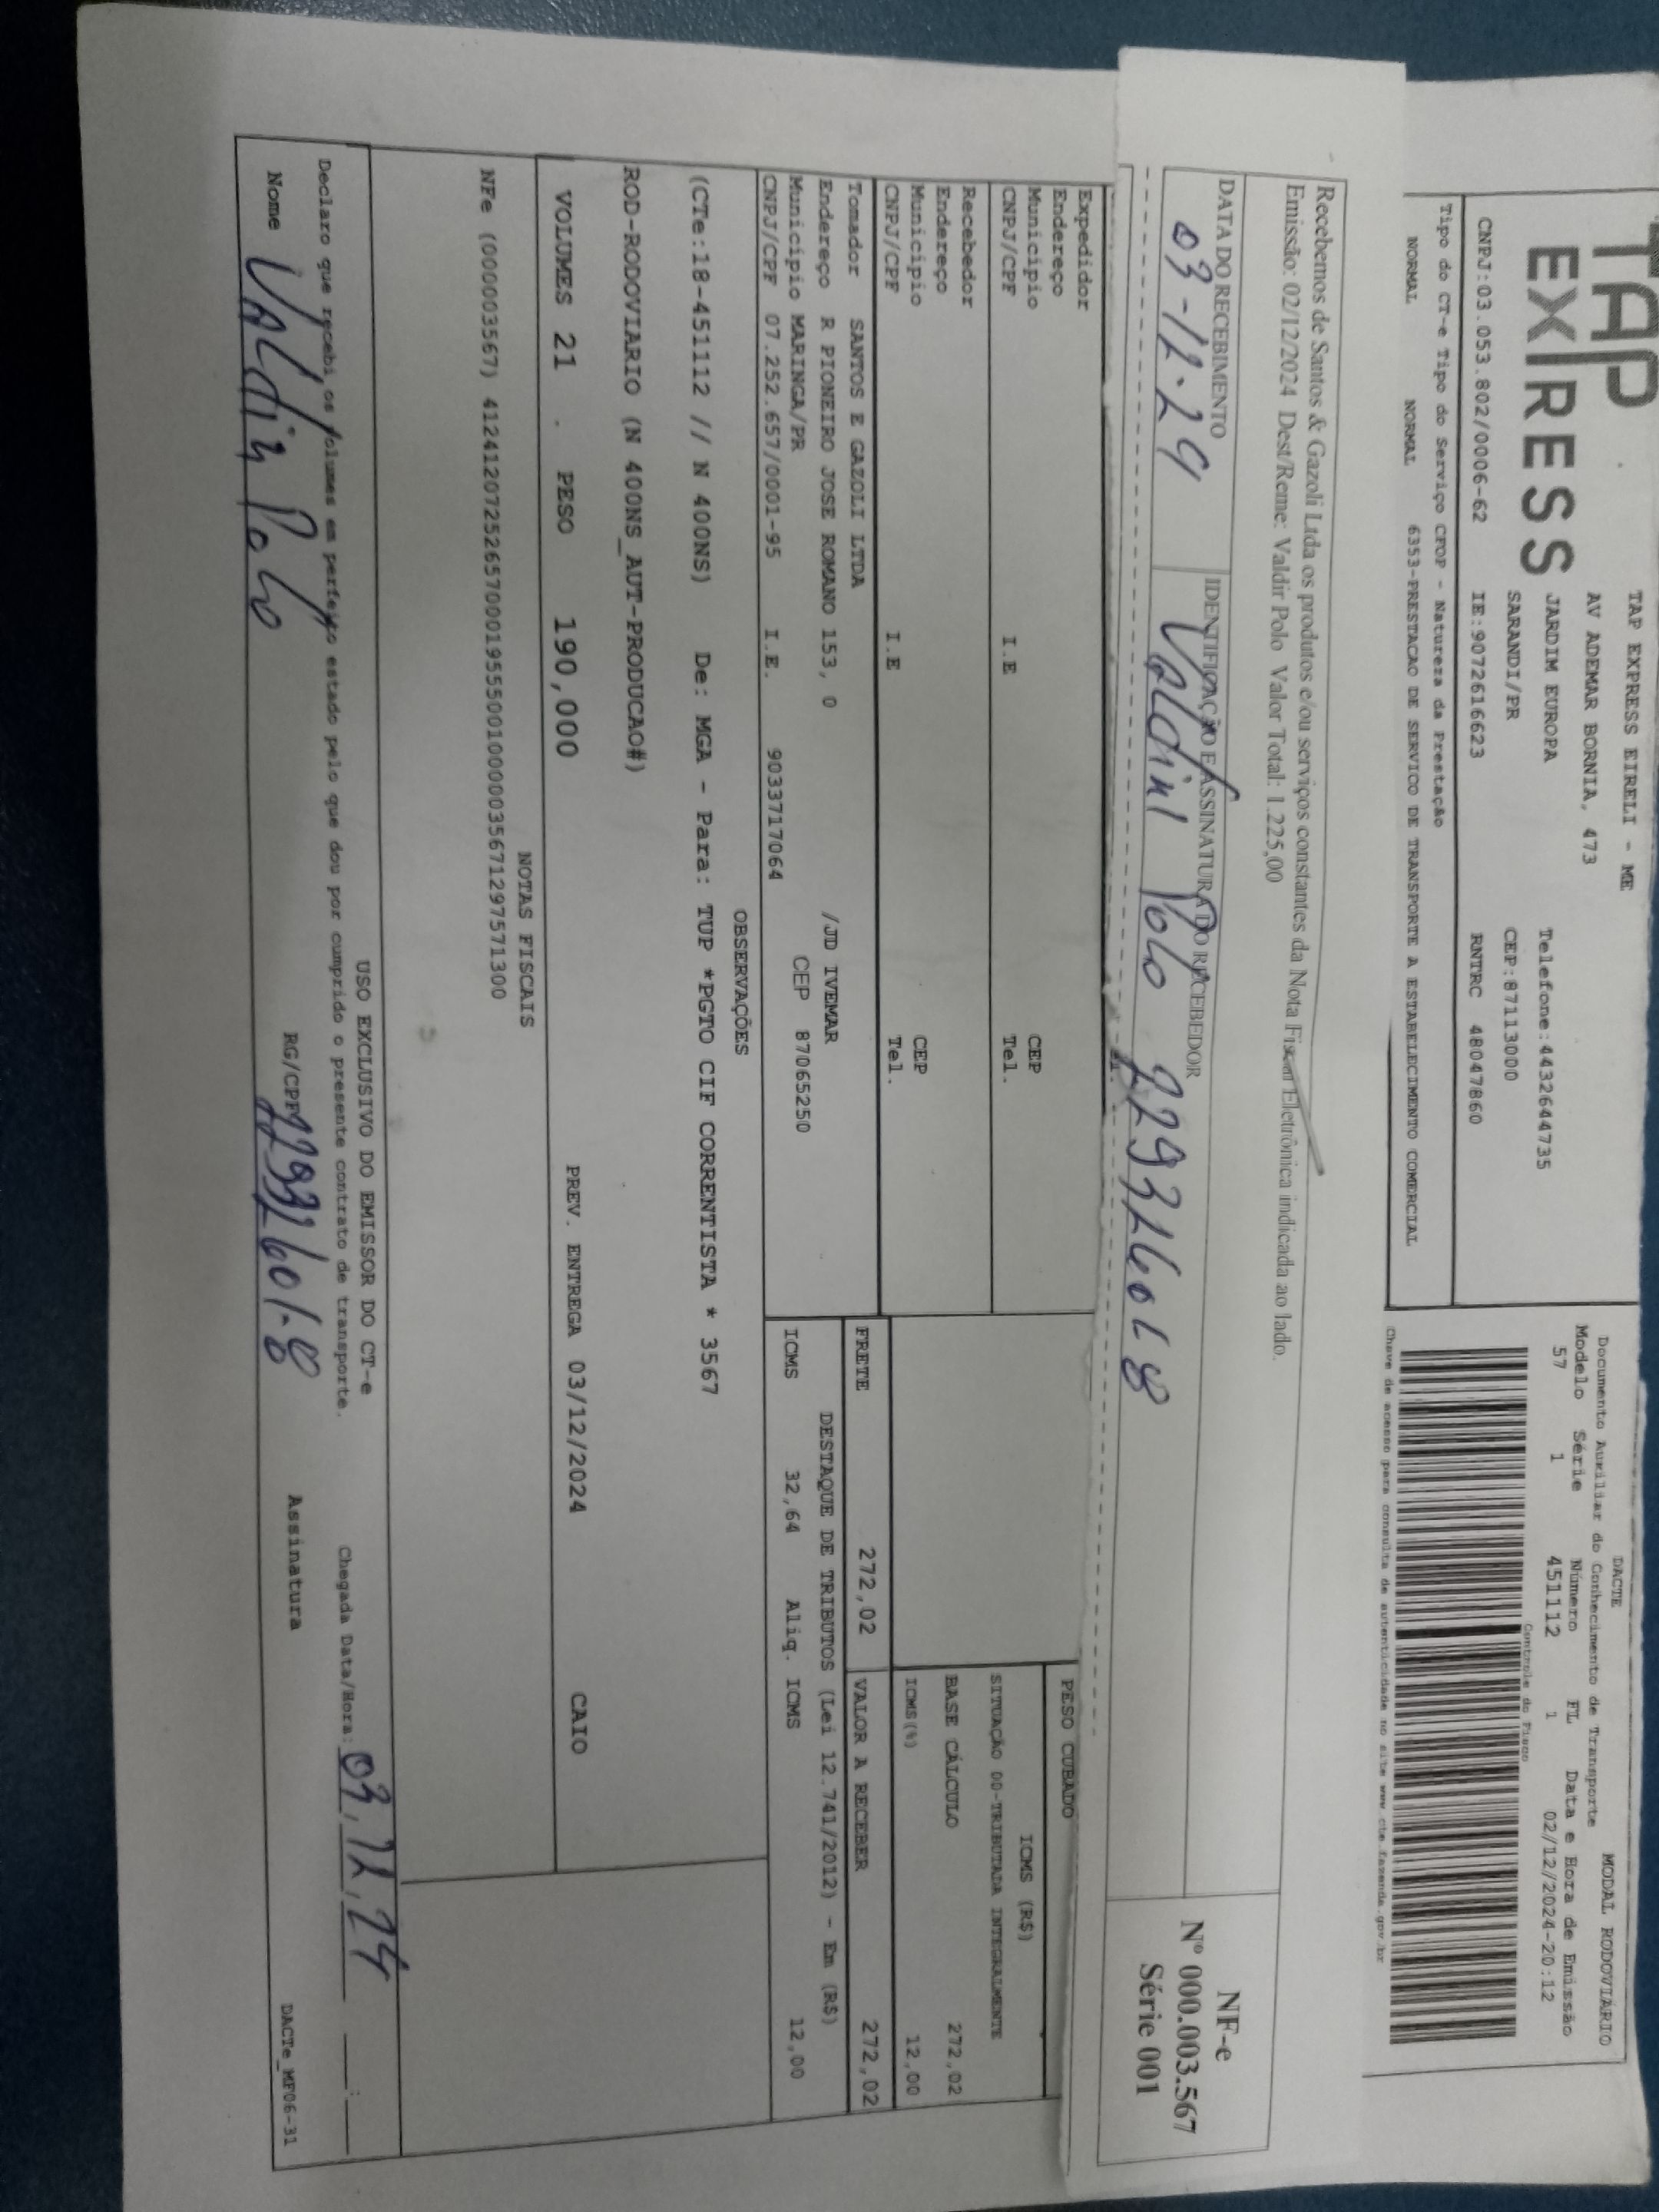 TAP
EXPRESS
TAP EXPRESS EIRELI - ME
AV ADEMAR BORNIA, 473
JARDIM EUROPA Telefone:4432644735
SARANDI/PR CEP:87113000
CNPJ:03.053.802/0006-62 IE:9072616623 RNTRC 48047860
Tipo do CT-e Tipo do Serviço CFOP - Natureza da Prestação
NORMAL NORMAL 6353-PRESTACAO DE SERVICO DE TRANSPORTE A ESTABELECIMENTO COMERCIAL
DACTE MODAL RODOVIÁRIO
Documento Auxiliar do Conhecimento de Transporte
Modelo Série Número FL Data e Hora de Emissão
57 1 451112 1 02/12/2024-20:12
Controle do Fisco
Chave de acesso para consulta de autenticidade no site www.cte.fazenda.gov.br
Recebemos de Santos & Gazoli Ltda os produtos e/ou serviços constantes da Nota Fiscal Eletrônica indicada ao lado.
Emissão: 02/12/2024 Dest/Reme: Valdir Polo Valor Total: 1.225,00
DATA DO RECEBIMENTO IDENTIFICAÇÃO E ASSINATURA DO RECEBEDOR
03-12-24 Valdir Polo
NF-e
Nº 000.003.567
Série 001
Expedidor
Endereço
Município CEP
CNPJ/CPF I.E Tel.
Recebedor
Endereço
Município CEP
CNPJ/CPF I.E Tel.
PESO CUBADO
ICMS (R$)
SITUAÇÃO 00-TRIBUTADA INTEGRALMENTE
BASE CÁLCULO 272,02
ICMS(%) 12,00
Tomador SANTOS E GAZOLI LTDA
Endereço R PIONEIRO JOSE ROMANO 153, 0 /JD IVEMAR
Município MARINGA/PR CEP 87065250
CNPJ/CPF 07.252.657/0001-95 I.E. 9033717064
FRETE 272,02 VALOR A RECEBER 272,02
DESTAQUE DE TRIBUTOS (Lei 12.741/2012) - Em (R$)
ICMS 32,64 Aliq. ICMS 12,00
OBSERVAÇÕES
(CTe:18-451112 // N 400NS) De: MGA - Para: TUP *PGTO CIF CORRENTISTA * 3567
ROD-RODOVIARIO (N 400NS_AUT-PRODUCAO#)
VOLUMES 21 . PESO 190,000 PREV. ENTREGA 03/12/2024 CAIO
NOTAS FISCAIS
NFe (000003567) 41241207252657000195550010000035671297571300
USO EXCLUSIVO DO EMISSOR DO CT-e
Declaro que recebi os volumes em perfeito estado pelo que dou por cumprido o presente contrato de transporte. Chegada Data/Hora: 03,12,24 __:__
Nome Valdir Polo RG/CPF Assinatura
DACTe_MF06-31